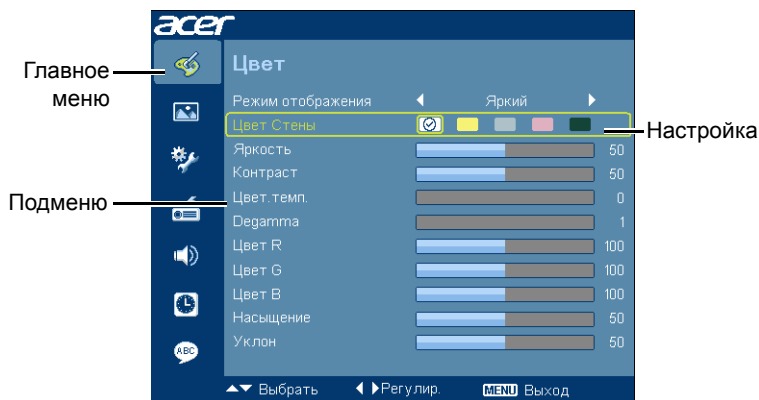 acer
Главное меню
Цвет
Режим отображения Яркий
Цвет Стены
Настройка
Яркость 50
Контраст 50
Подменю
Цвет.темп. 0
Degamma 1
Цвет R 100
Цвет G 100
Цвет B 100
Насыщение 50
Уклон 50
ABC
Выбрать Регулир. MENU Выход